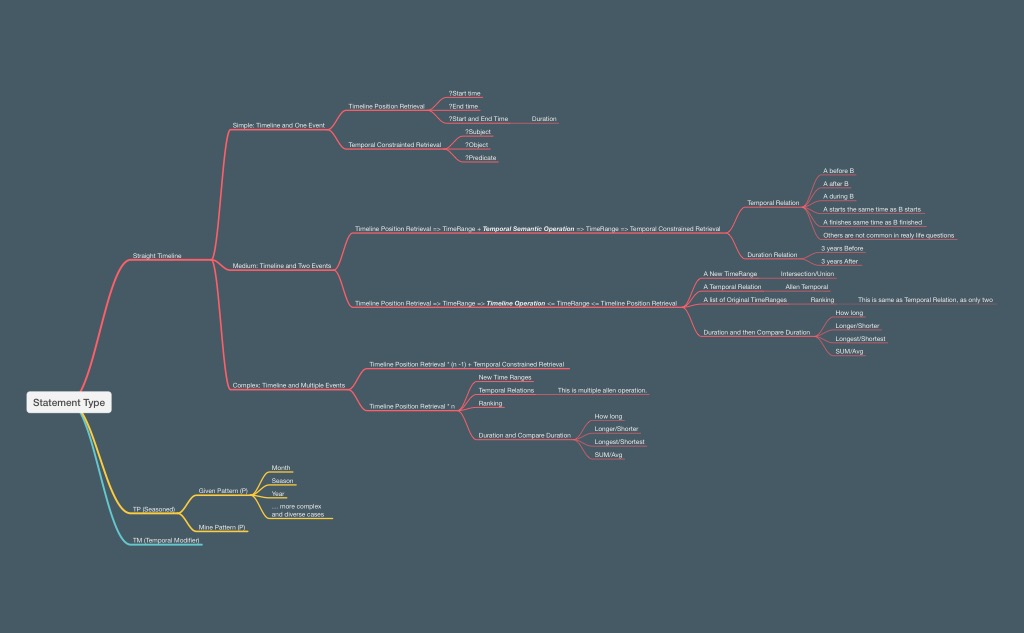 Statement Type
Straight Timeline
Simple: Timeline and One Event
Timeline Position Retrieval
?Start time
?End time
?Start and End Time
Duration
Temporal Constrainted Retrieval
?Subject
?Object
?Predicate
Medium: Timeline and Two Events
Timeline Position Retrieval => TimeRange + Temporal Semantic Operation => TimeRange => Temporal Constrained Retrieval
Temporal Relation
A before B
A after B
A during B
A starts the same time as B starts
A finishes same time as B finished
Others are not common in realy life questions
Duration Relation
3 years Before
3 years After
Timeline Position Retrieval => TimeRange => Timeline Operation <= TimeRange <= Timeline Position Retrieval
A New TimeRange
Intersection/Union
A Temporal Relation
Allen Temporal
A list of Original TimeRanges
Ranking
This is same as Temporal Relation, as only two
Duration and then Compare Duration
How long
Longer/Shorter
Longest/Shortest
SUM/Avg
Complex: Timeline and Multiple Events
Timeline Position Retrieval * (n -1) + Temporal Constrained Retrieval
Timeline Position Retrieval * n
New Time Ranges
Temporal Relations
This is multiple allen operation.
Ranking
Duration and Compare Duration
How long
Longer/Shorter
Longest/Shortest
SUM/Avg
TP (Seasoned)
Given Pattern (P)
Month
Season
Year
... more complex
and diverse cases
Mine Pattern (P)
TM (Temporal Modifier)